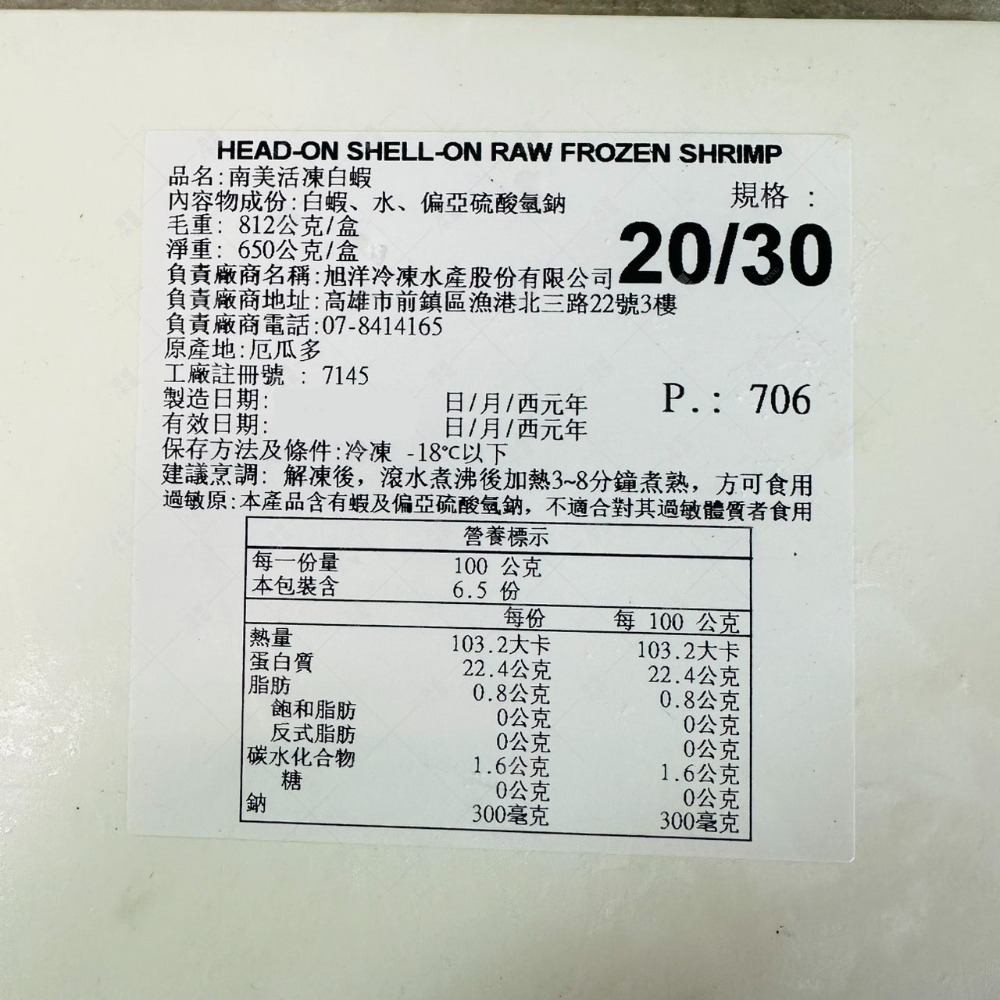 HEAD-ON SHELL-ON RAW FROZEN SHRIMP
品名:南美活凍白蝦
規格 :
內容物成份:白蝦、水、偏亞硫酸氫鈉
毛重: 812公克/盒
20/30
淨重: 650公克/盒
負責廠商名稱:旭洋冷凍水產股份有限公司
負責廠商地址:高雄市前鎮區漁港北三路22號3樓
負責廠商電話:07-8414165
原產地:厄瓜多
工廠註冊號 : 7145
製造日期: 日/月/西元年
P.: 706
有效日期: 日/月/西元年
保存方法及條件:冷凍 -18℃以下
建議烹調: 解凍後，滾水煮沸後加熱3~8分鐘煮熟，方可食用
過敏原:本產品含有蝦及偏亞硫酸氫鈉，不適合對其過敏體質者食用
營養標示
每一份量 100 公克
本包裝含 6.5 份
每份 每 100 公克
熱量 103.2大卡 103.2大卡
蛋白質 22.4公克 22.4公克
脂肪 0.8公克 0.8公克
飽和脂肪 0公克 0公克
反式脂肪 0公克 0公克
碳水化合物 1.6公克 1.6公克
糖 0公克 0公克
鈉 300毫克 300毫克